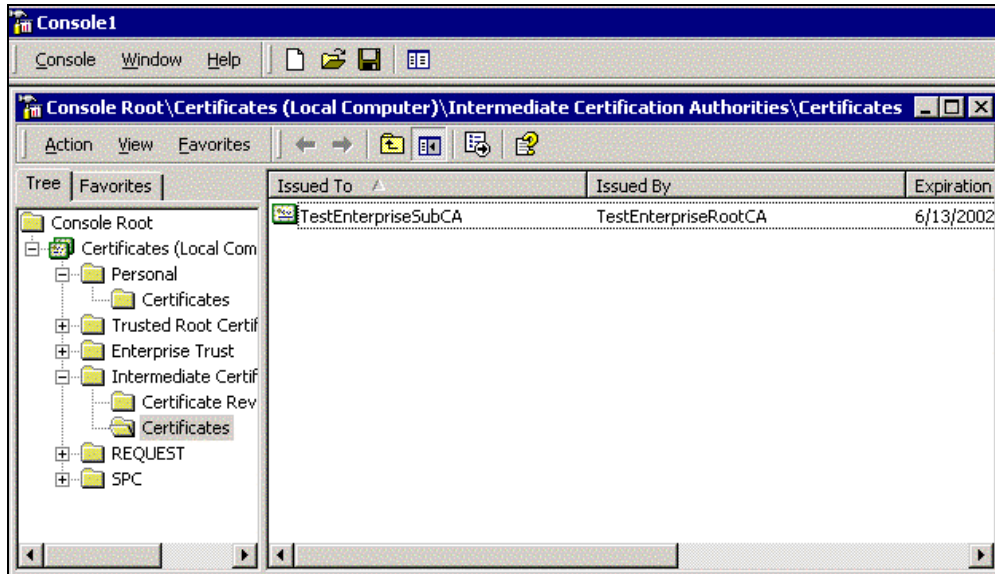 Console1
Console Window Help
Console Root\Certificates (Local Computer)\Intermediate Certification Authorities\Certificates
Action View Favorites
Tree Favorites
Issued To Issued By Expiration
TestEnterpriseSubCA TestEnterpriseRootCA 6/13/2002
Console Root
Certificates (Local Com
Personal
Certificates
Trusted Root Certif
Enterprise Trust
Intermediate Certif
Certificate Rev
Certificates
REQUEST
SPC